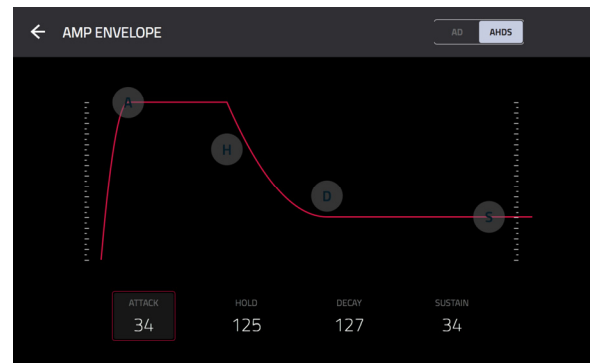 AMP ENVELOPE
AD AHDS
A
H
D
S
ATTACK HOLD DECAY SUSTAIN
34 125 127 34